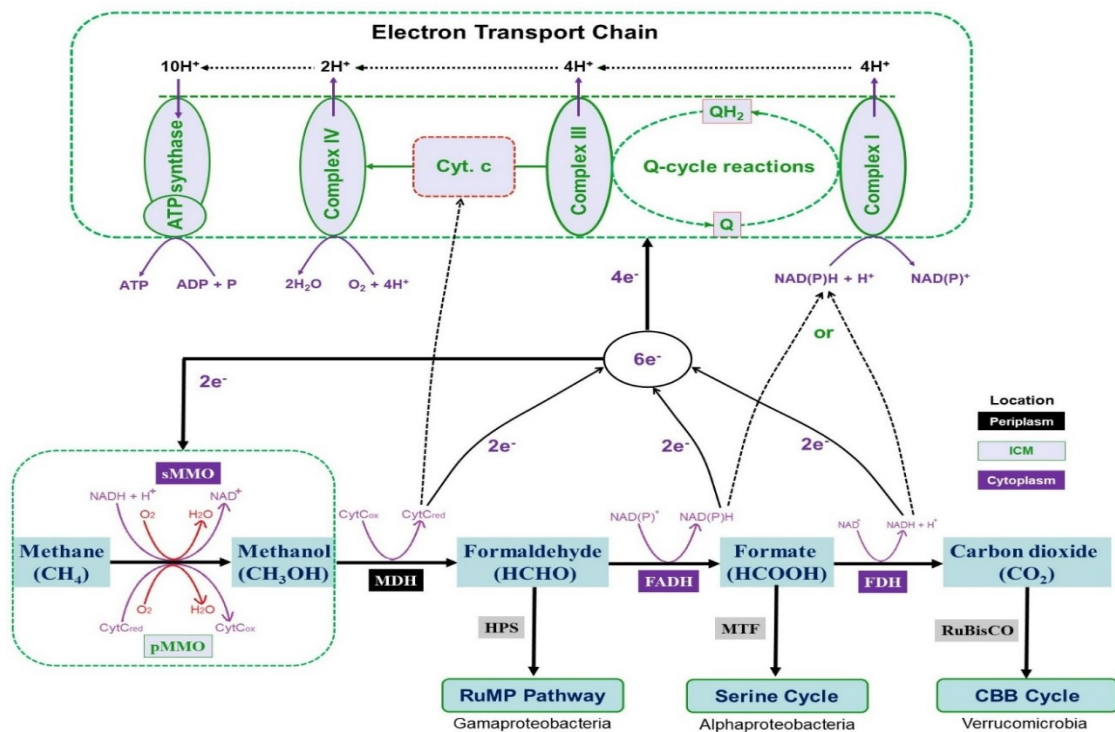 Electron Transport Chain
10H⁺
2H⁺
4H⁺
4H⁺
ATP synthase
Complex IV
Cyt. c
Complex III
QH₂
Q-cycle reactions
Q
Complex I
ATP
ADP + P
2H₂O
O₂ + 4H⁺
4e⁻
NAD(P)H + H⁺
NAD(P)⁺
or
6e⁻
2e⁻
2e⁻
2e⁻
2e⁻
Location
Periplasm
ICM
Cytoplasm
sMMO
NADH + H⁺
NAD⁺
O₂
H₂O
CytCox
CytCred
NAD(P)⁺
NAD(P)H
NAD⁺
NADH + H⁺
Methane
(CH₄)
Methanol
(CH₃OH)
MDH
Formaldehyde
(HCHO)
FADH
Formate
(HCOOH)
FDH
Carbon dioxide
(CO₂)
O₂
H₂O
CytCred
CytCox
pMMO
HPS
MTF
RuBisCO
RuMP Pathway
Serine Cycle
CBB Cycle
Gamaproteobacteria
Alphaproteobacteria
Verrucomicrobia